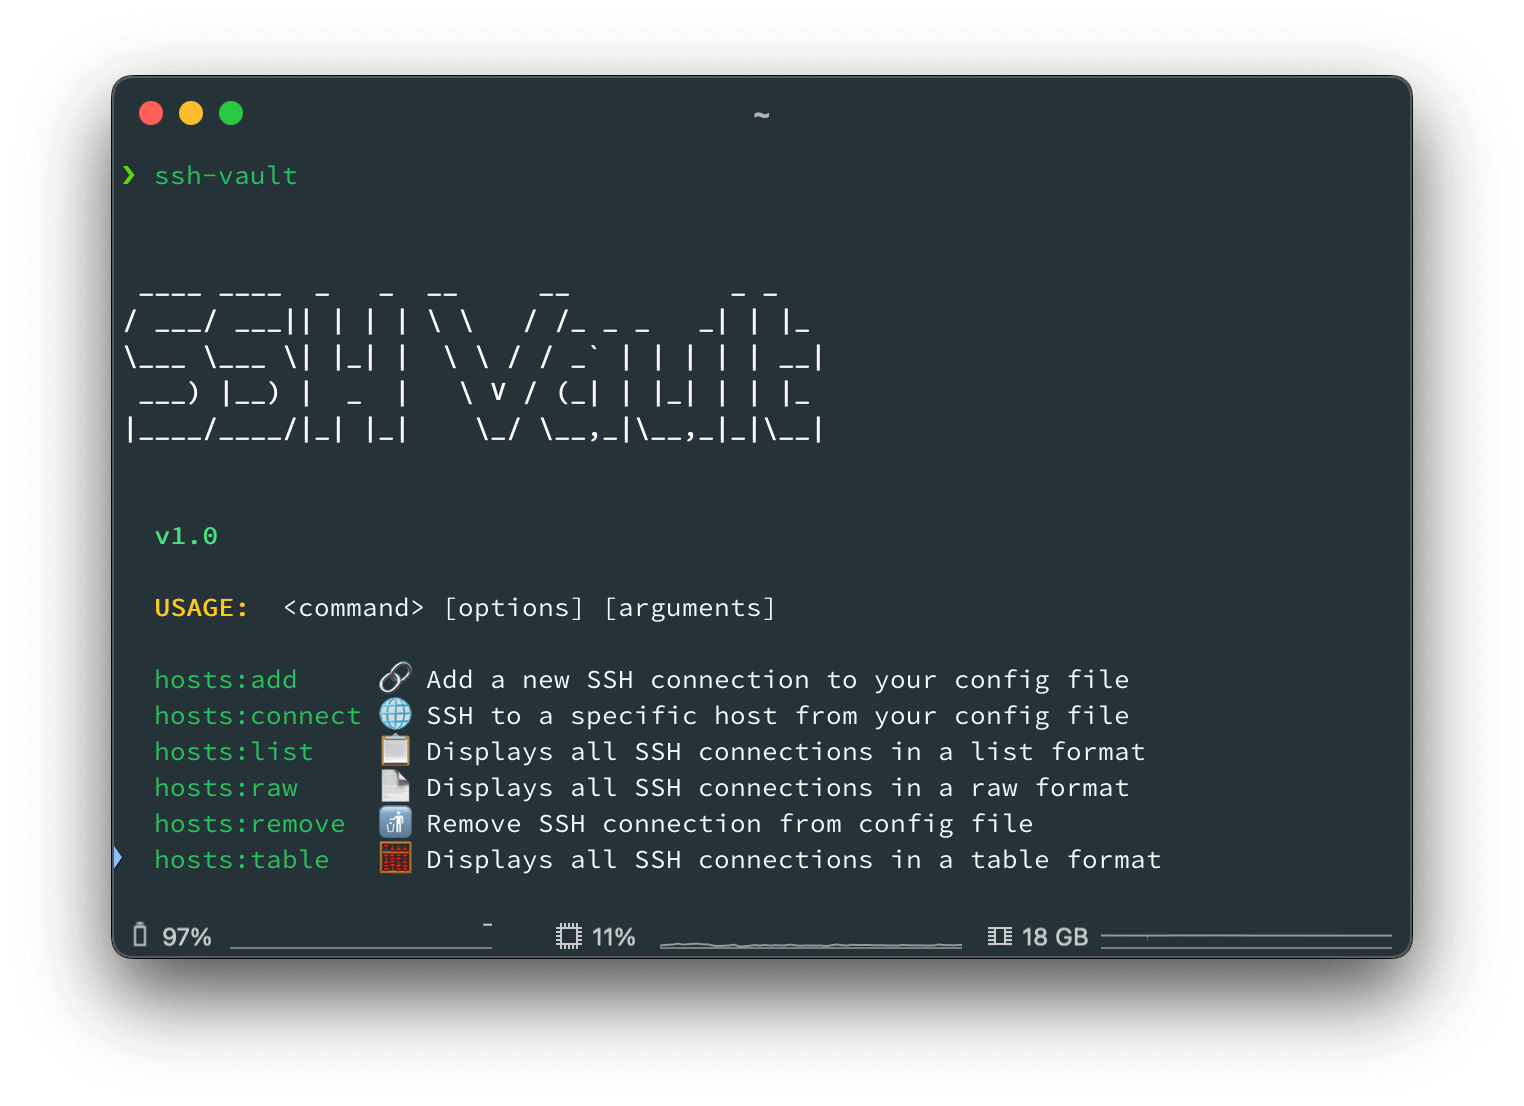 ~
❯ ssh-vault
 ____ ____  _   _  __     __          _ _
/ ___/ ___|| | | | \ \   / /_ _ _   _| | |_
\___ \___ \| |_| |  \ \ / / _` | | | | | __|
 ___) |__) |  _  |   \ V / (_| | |_| | | |_
|____/____/|_| |_|    \_/ \__,_|\__,_|_|\__|
v1.0
USAGE:  <command> [options] [arguments]
hosts:add 🔗 Add a new SSH connection to your config file
hosts:connect 🌐 SSH to a specific host from your config file
hosts:list 📋 Displays all SSH connections in a list format
hosts:raw 📄 Displays all SSH connections in a raw format
hosts:remove 🚮 Remove SSH connection from config file
hosts:table 🧮 Displays all SSH connections in a table format
97% 11% 18 GB